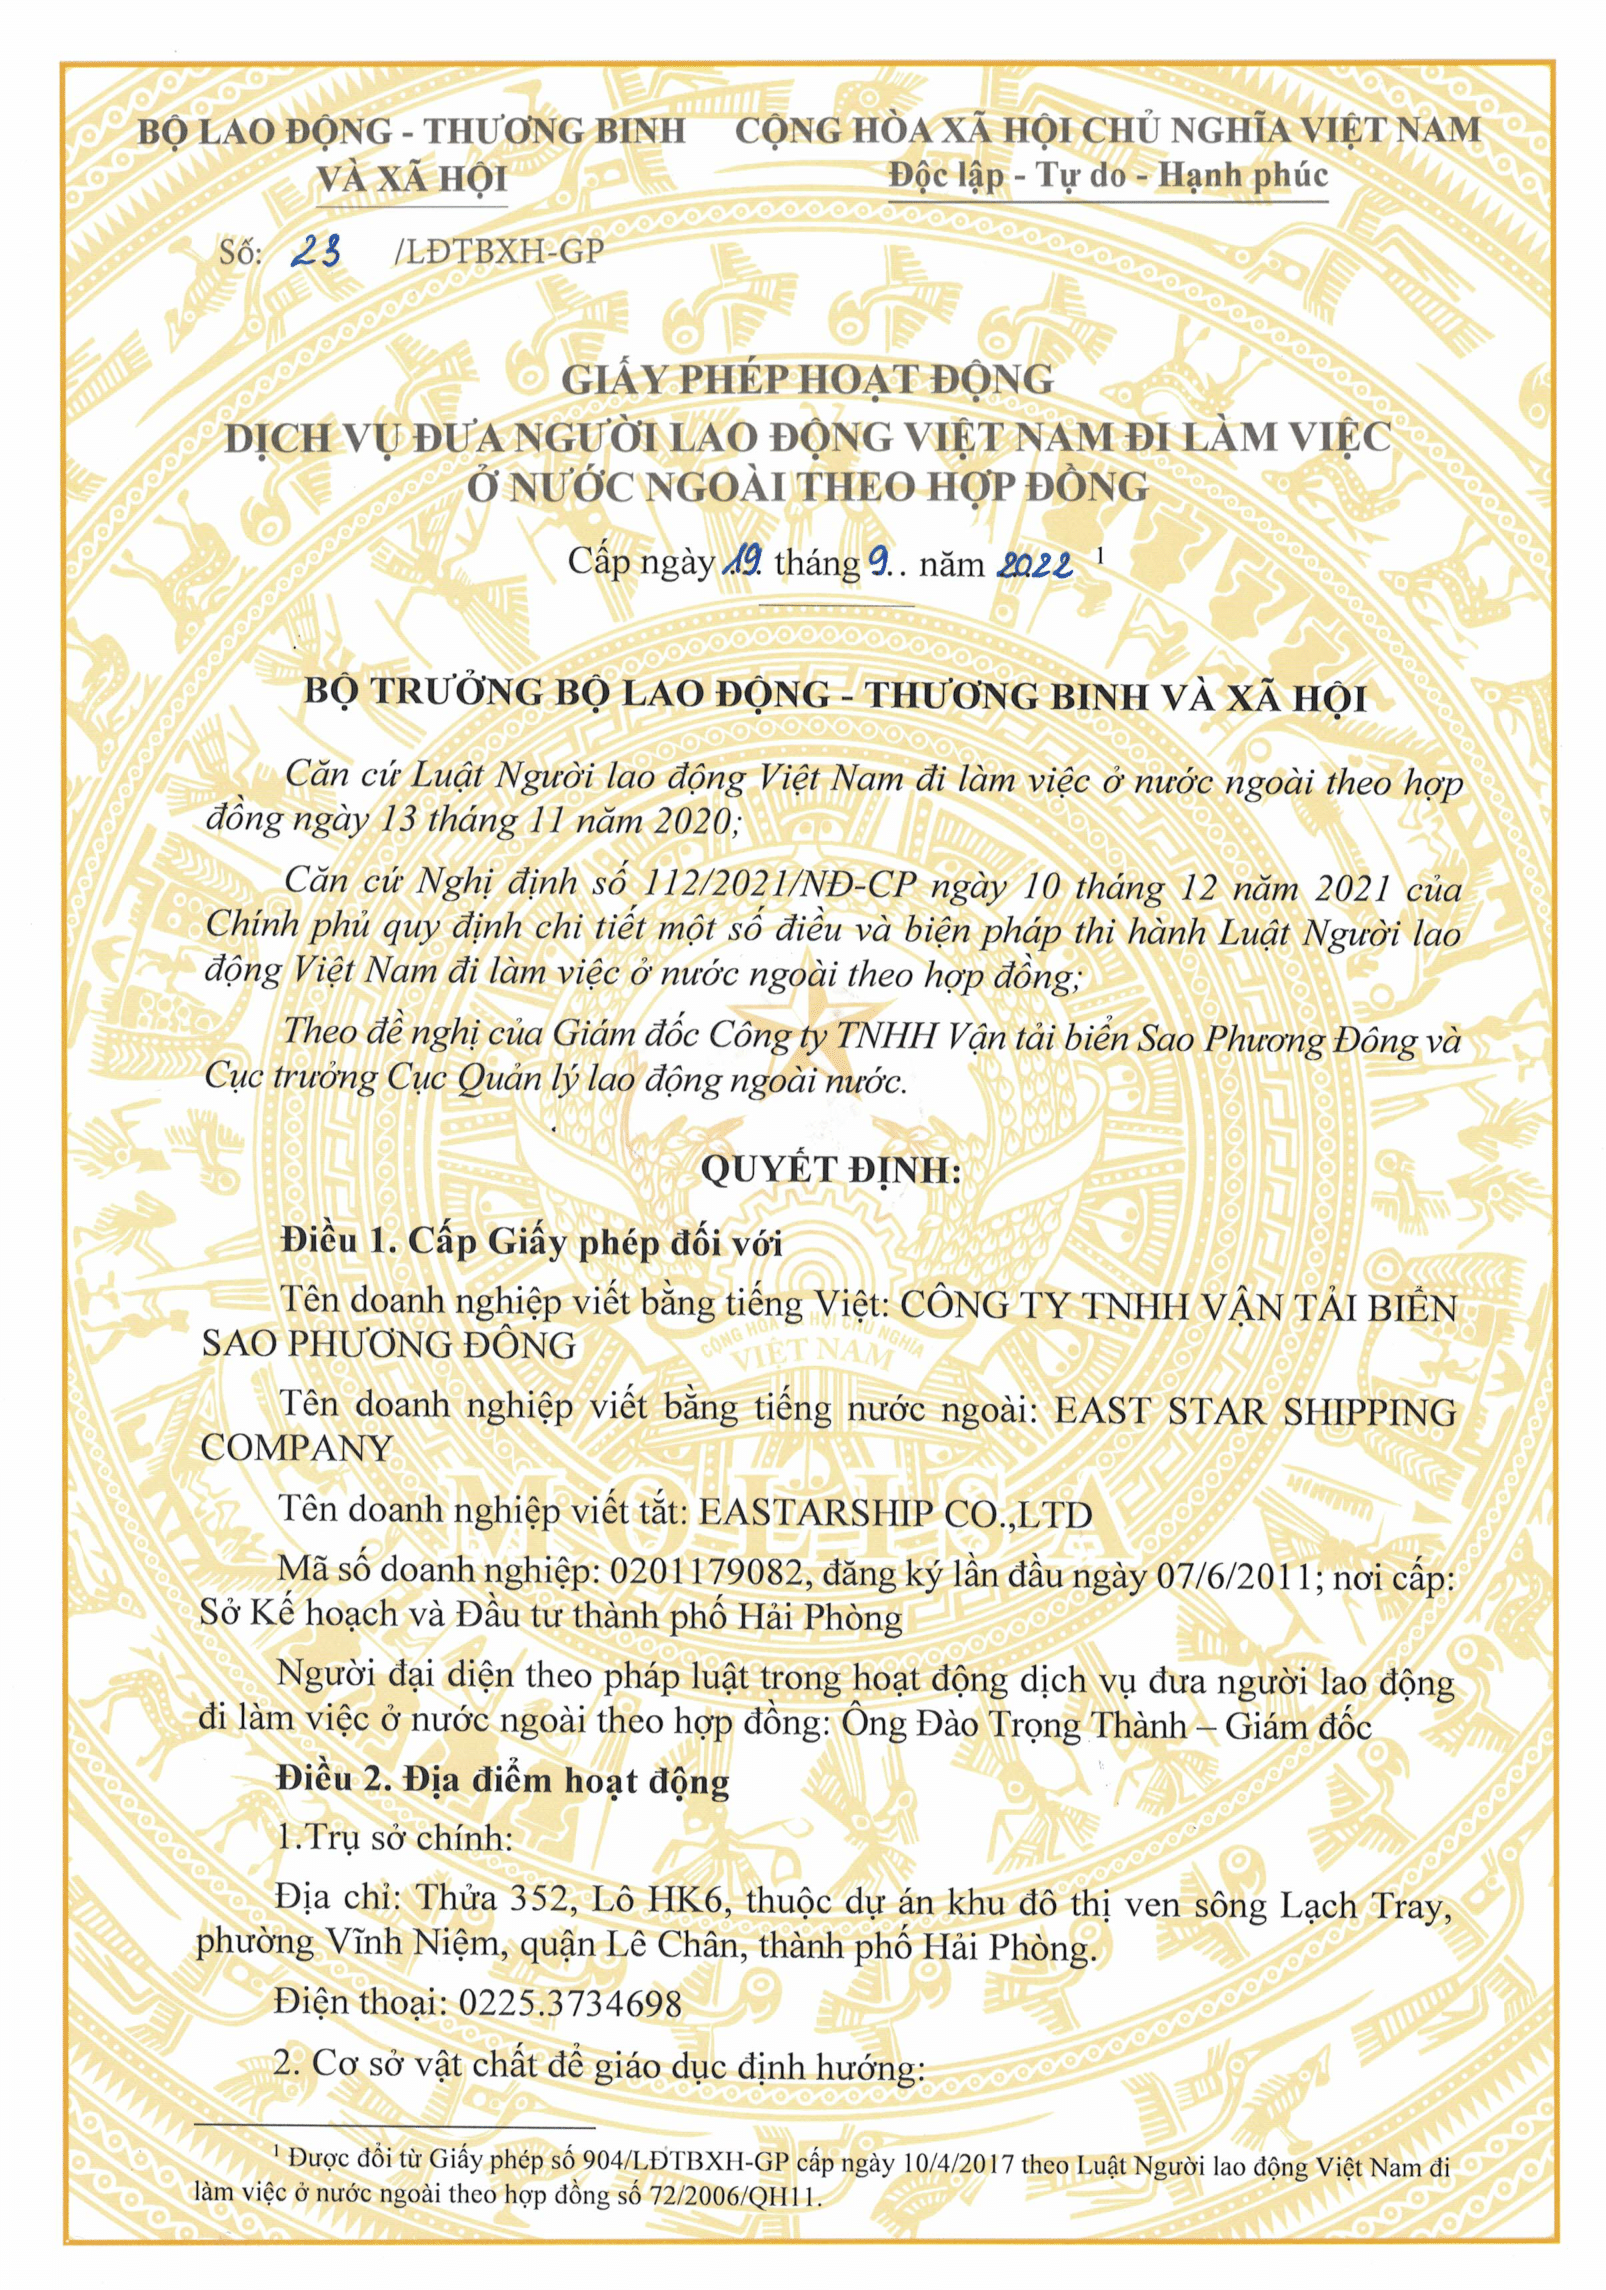 BỘ LAO ĐỘNG - THƯƠNG BINH
VÀ XÃ HỘI
CỘNG HÒA XÃ HỘI CHỦ NGHĨA VIỆT NAM
Độc lập - Tự do - Hạnh phúc
Số: 23 /LĐTBXH-GP
GIẤY PHÉP HOẠT ĐỘNG
DỊCH VỤ ĐƯA NGƯỜI LAO ĐỘNG VIỆT NAM ĐI LÀM VIỆC
Ở NƯỚC NGOÀI THEO HỢP ĐỒNG
Cấp ngày 19 tháng 9.. năm 2022 ¹
BỘ TRƯỞNG BỘ LAO ĐỘNG - THƯƠNG BINH VÀ XÃ HỘI
Căn cứ Luật Người lao động Việt Nam đi làm việc ở nước ngoài theo hợp
đồng ngày 13 tháng 11 năm 2020;
Căn cứ Nghị định số 112/2021/NĐ-CP ngày 10 tháng 12 năm 2021 của
Chính phủ quy định chi tiết một số điều và biện pháp thi hành Luật Người lao
động Việt Nam đi làm việc ở nước ngoài theo hợp đồng;
Theo đề nghị của Giám đốc Công ty TNHH Vận tải biển Sao Phương Đông và
Cục trưởng Cục Quản lý lao động ngoài nước.
QUYẾT ĐỊNH:
Điều 1. Cấp Giấy phép đối với
Tên doanh nghiệp viết bằng tiếng Việt: CÔNG TY TNHH VẬN TẢI BIỂN
SAO PHƯƠNG ĐÔNG
CỘNG HÒA XÃ HỘI CHỦ NGHĨA
VIỆT NAM
Tên doanh nghiệp viết bằng tiếng nước ngoài: EAST STAR SHIPPING
COMPANY
MOLISA
Tên doanh nghiệp viết tắt: EASTARSHIP CO.,LTD
Mã số doanh nghiệp: 0201179082, đăng ký lần đầu ngày 07/6/2011; nơi cấp:
Sở Kế hoạch và Đầu tư thành phố Hải Phòng
Người đại diện theo pháp luật trong hoạt động dịch vụ đưa người lao động
đi làm việc ở nước ngoài theo hợp đồng: Ông Đào Trọng Thành – Giám đốc
Điều 2. Địa điểm hoạt động
1.Trụ sở chính:
Địa chỉ: Thửa 352, Lô HK6, thuộc dự án khu đô thị ven sông Lạch Tray,
phường Vĩnh Niệm, quận Lê Chân, thành phố Hải Phòng.
Điện thoại: 0225.3734698
2. Cơ sở vật chất để giáo dục định hướng:
¹ Được đổi từ Giấy phép số 904/LĐTBXH-GP cấp ngày 10/4/2017 theo Luật Người lao động Việt Nam đi
làm việc ở nước ngoài theo hợp đồng số 72/2006/QH11.